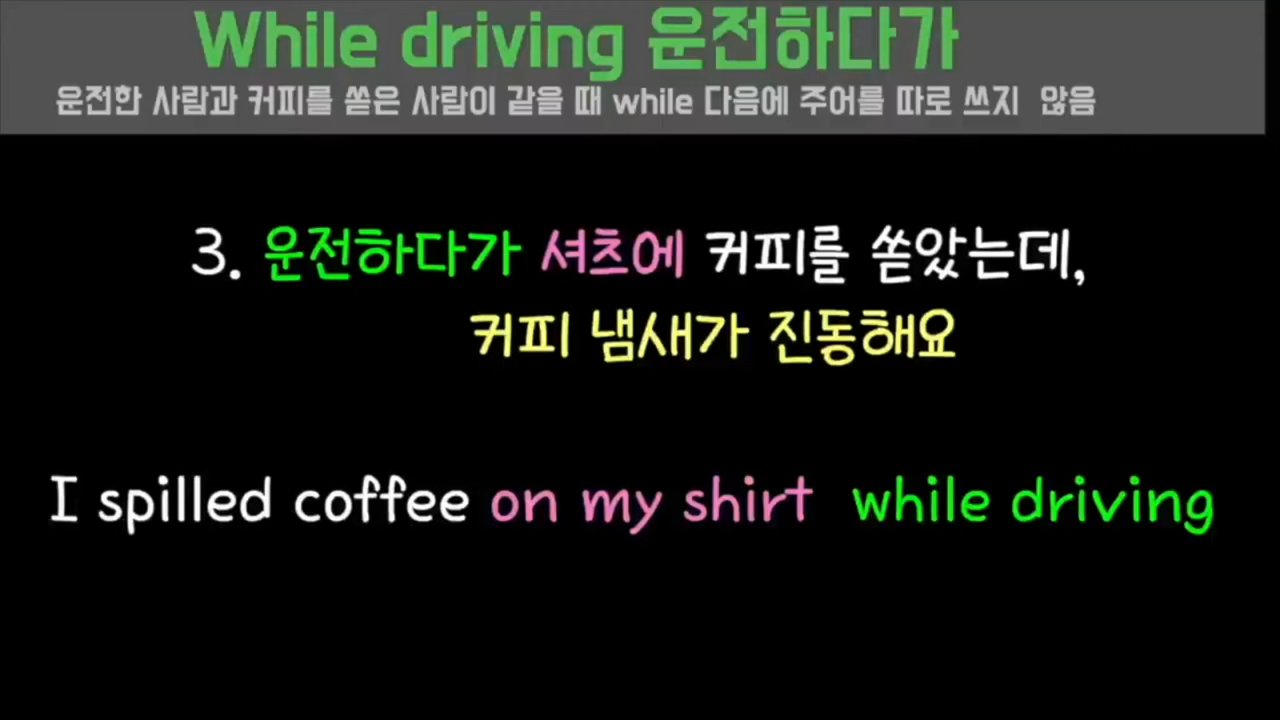 While driving 운전하다가
운전한 사람과 커피를 쏟은 사람이 같을 때 while 다음에 주어를 따로 쓰지 않음
3. 운전하다가 셔츠에 커피를 쏟았는데,
커피 냄새가 진동해요
I spilled coffee on my shirt while driving